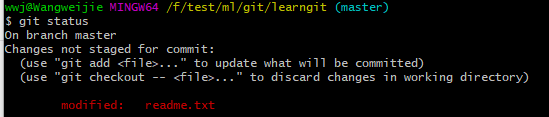 wwj@Wangweijie MINGW64 /f/test/ml/git/learngit (master)
$ git status
On branch master
Changes not staged for commit:
  (use "git add <file>..." to update what will be committed)
  (use "git checkout -- <file>..." to discard changes in working directory)
        modified:   readme.txt